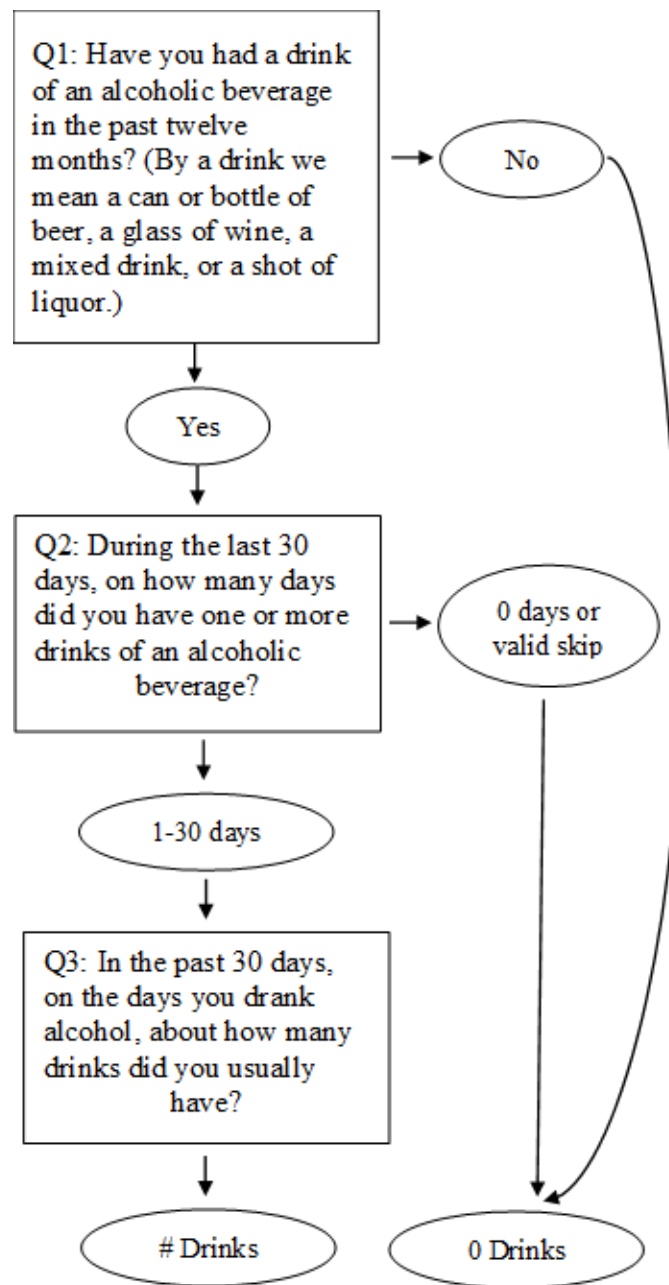 Q1: Have you had a drink
of an alcoholic beverage
in the past twelve
months? (By a drink we
mean a can or bottle of
beer, a glass of wine, a
mixed drink, or a shot of
liquor.)
No
Yes
Q2: During the last 30
days, on how many days
did you have one or more
drinks of an alcoholic
beverage?
0 days or
valid skip
1-30 days
Q3: In the past 30 days,
on the days you drank
alcohol, about how many
drinks did you usually
have?
# Drinks
0 Drinks